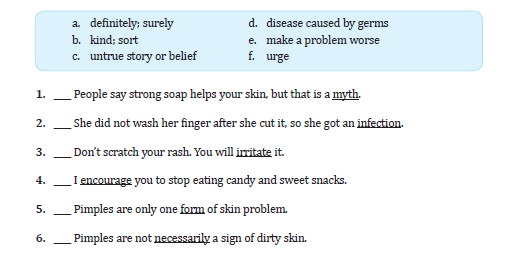 a. definitely; surely d. disease caused by germs
b. kind; sort e. make a problem worse
c. untrue story or belief f. urge
1. ___ People say strong soap helps your skin, but that is a myth.
2. ___ She did not wash her finger after she cut it, so she got an infection.
3. ___ Don't scratch your rash. You will irritate it.
4. ___ I encourage you to stop eating candy and sweet snacks.
5. ___ Pimples are only one form of skin problem.
6. ___ Pimples are not necessarily a sign of dirty skin.